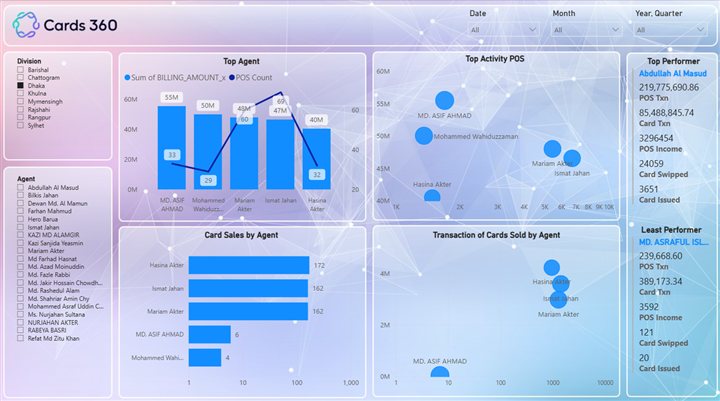 Cards 360
Date
All
Month
All
Year, Quarter
All
Division
Barishal
Chattogram
Dhaka
Khulna
Mymensingh
Rajshahi
Rangpur
Sylhet
Agent
Abdullah Al Masud
Bilkis Jahan
Dewan Md. Al Mamun
Farhan Mahmud
Hero Barua
Ismat Jahan
KAZI MD ALAMGIR
Kazi Sanjida Yeasmin
Mariam Akter
Md Farhad Hasnat
Md. Azad Moinuddin
Md. Fazle Rabbi
Md. Jakir Hossain Chowdh...
Md. Rashedul Alam
Md. Shahriar Amin Chy
Mohammed Asraf Uddin C...
Ms. Nurjahan Sultana
NURJAHAN AKTER
RABEYA BASRI
Refat Md Zitu Khan
Top Agent
Sum of BILLING_AMOUNT_x
POS Count
60M
40M
20M
0M
55M
50M
48M
47M
40M
33
29
60
69
32
60
40
20
MD. ASIF AHMAD
Mohammed Wahiduzz...
Mariam Akter
Ismat Jahan
Hasina Akter
Top Activity POS
60M
55M
50M
45M
40M
MD. ASIF AHMAD
Mohammed Wahiduzzaman
Mariam Akter
Ismat Jahan
Hasina Akter
1K
2K
3K
4K
5K
6K
7K
8K
9K
10K
Card Sales by Agent
Hasina Akter
172
Ismat Jahan
162
Mariam Akter
162
MD. ASIF AHMAD
6
Mohammed Wahi...
4
1
10
100
1,000
Transaction of Cards Sold by Agent
4M
2M
0M
Hasina Akter
Ismat Jahan
Mariam Akter
MD. ASIF AHMAD
1
10
100
1000
10000
Top Performer
Abdullah Al Masud
219,775,690.86
POS Txn
85,488,845.74
Card Txn
3296454
POS Income
24059
Card Swipped
3651
Card Issued
Least Performer
MD. ASRAFUL ISL...
239,668.60
POS Txn
389,173.34
Card Txn
3592
POS Income
121
Card Swipped
20
Card Issued